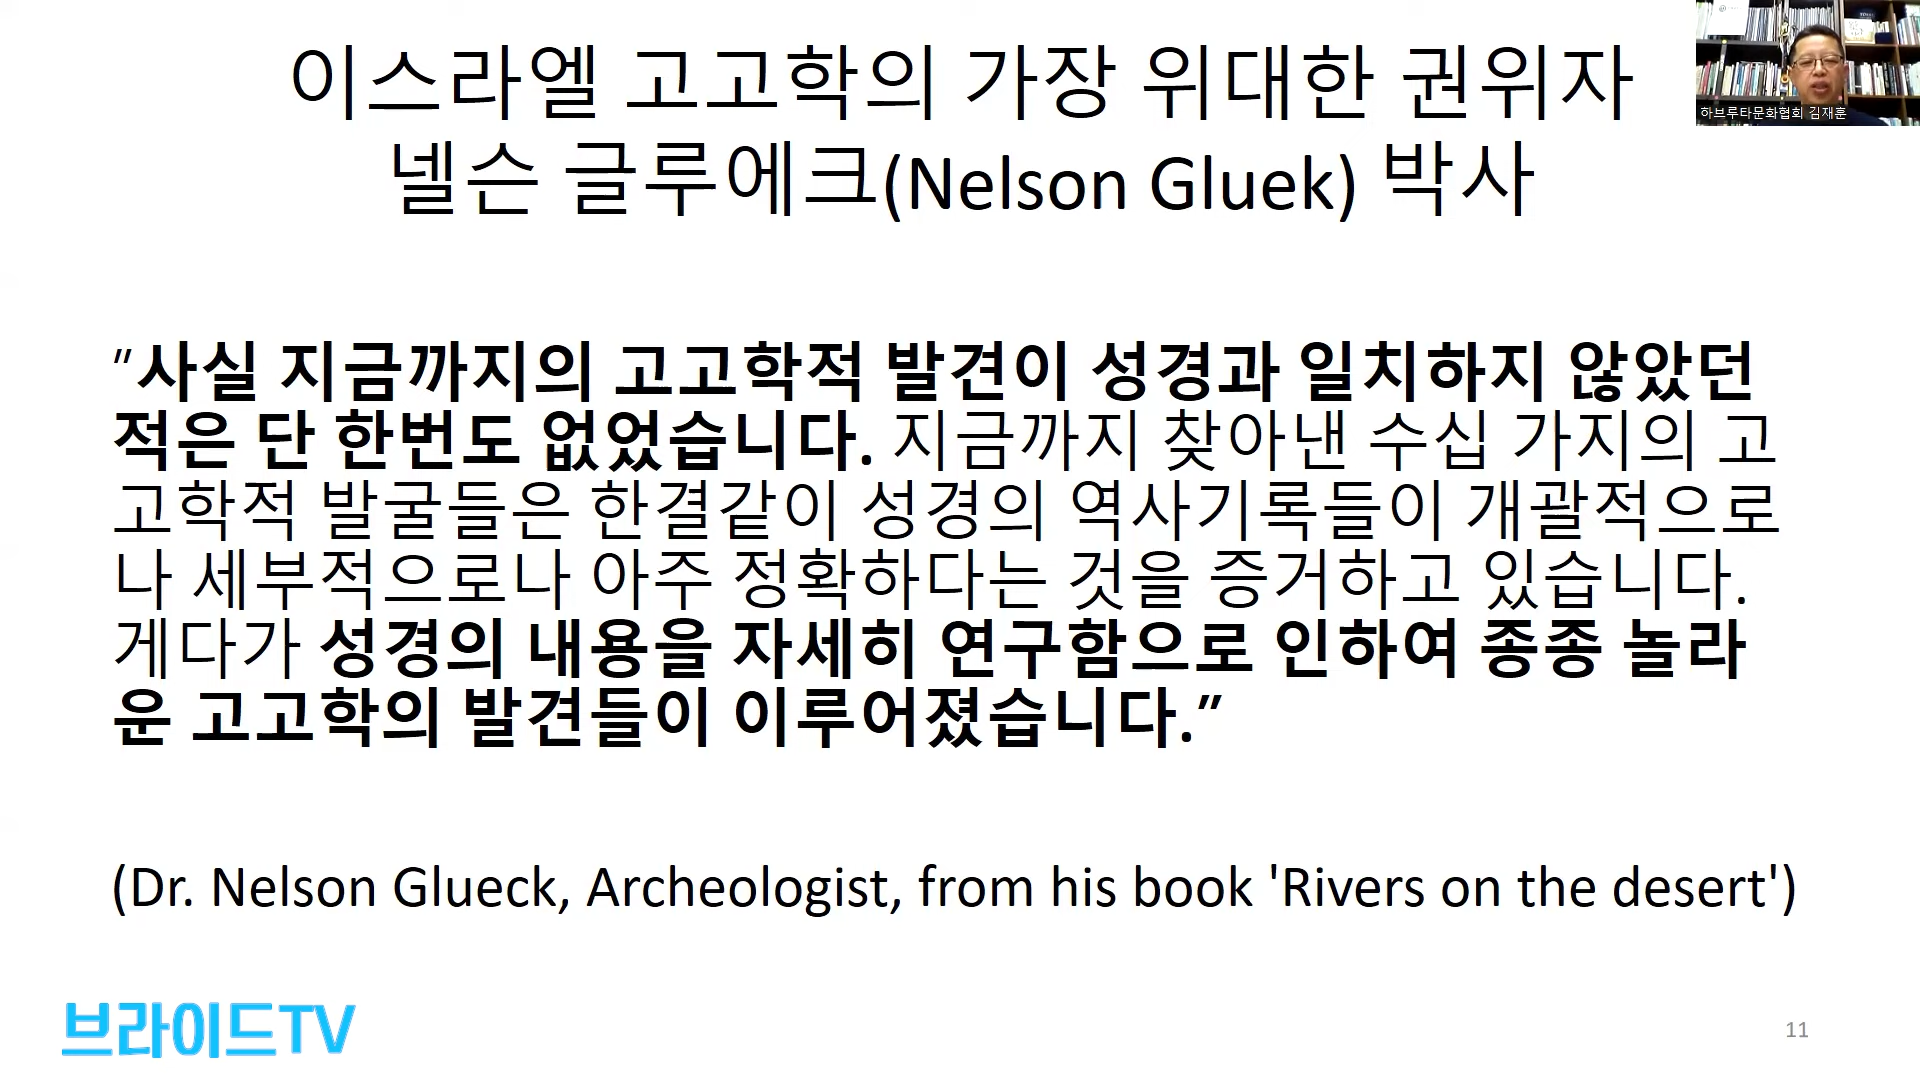 이스라엘 고고학의 가장 위대한 권위자
넬슨 글루에크(Nelson Gluek) 박사
하브루타문화협회 김재훈
"사실 지금까지의 고고학적 발견이 성경과 일치하지 않았던
적은 단 한번도 없었습니다. 지금까지 찾아낸 수십 가지의 고
고학적 발굴들은 한결같이 성경의 역사기록들이 개괄적으로
나 세부적으로나 아주 정확하다는 것을 증거하고 있습니다.
게다가 성경의 내용을 자세히 연구함으로 인하여 종종 놀라
운 고고학의 발견들이 이루어졌습니다."
(Dr. Nelson Glueck, Archeologist, from his book 'Rivers on the desert')
브라이드TV
11